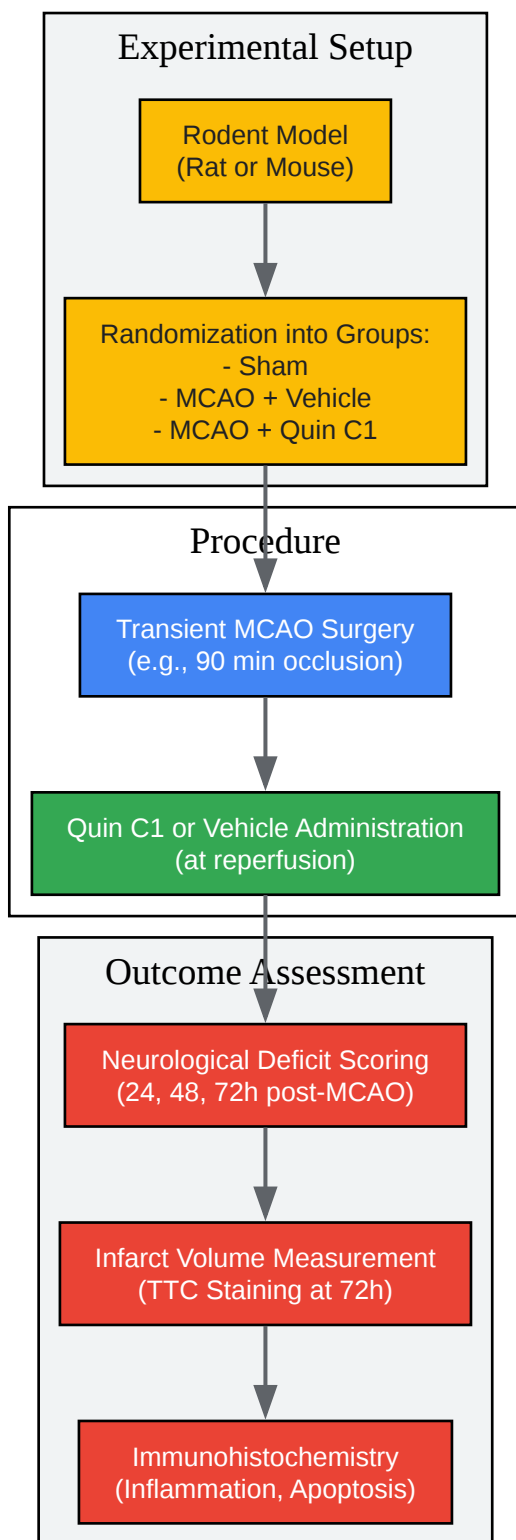 Experimental Setup
Rodent Model
(Rat or Mouse)
Randomization into Groups:
- Sham
- MCAO + Vehicle
- MCAO + Quin C1
Procedure
Transient MCAO Surgery
(e.g., 90 min occlusion)
Quin C1 or Vehicle Administration
(at reperfusion)
Outcome Assessment
Neurological Deficit Scoring
(24, 48, 72h post-MCAO)
Infarct Volume Measurement
(TTC Staining at 72h)
Immunohistochemistry
(Inflammation, Apoptosis)